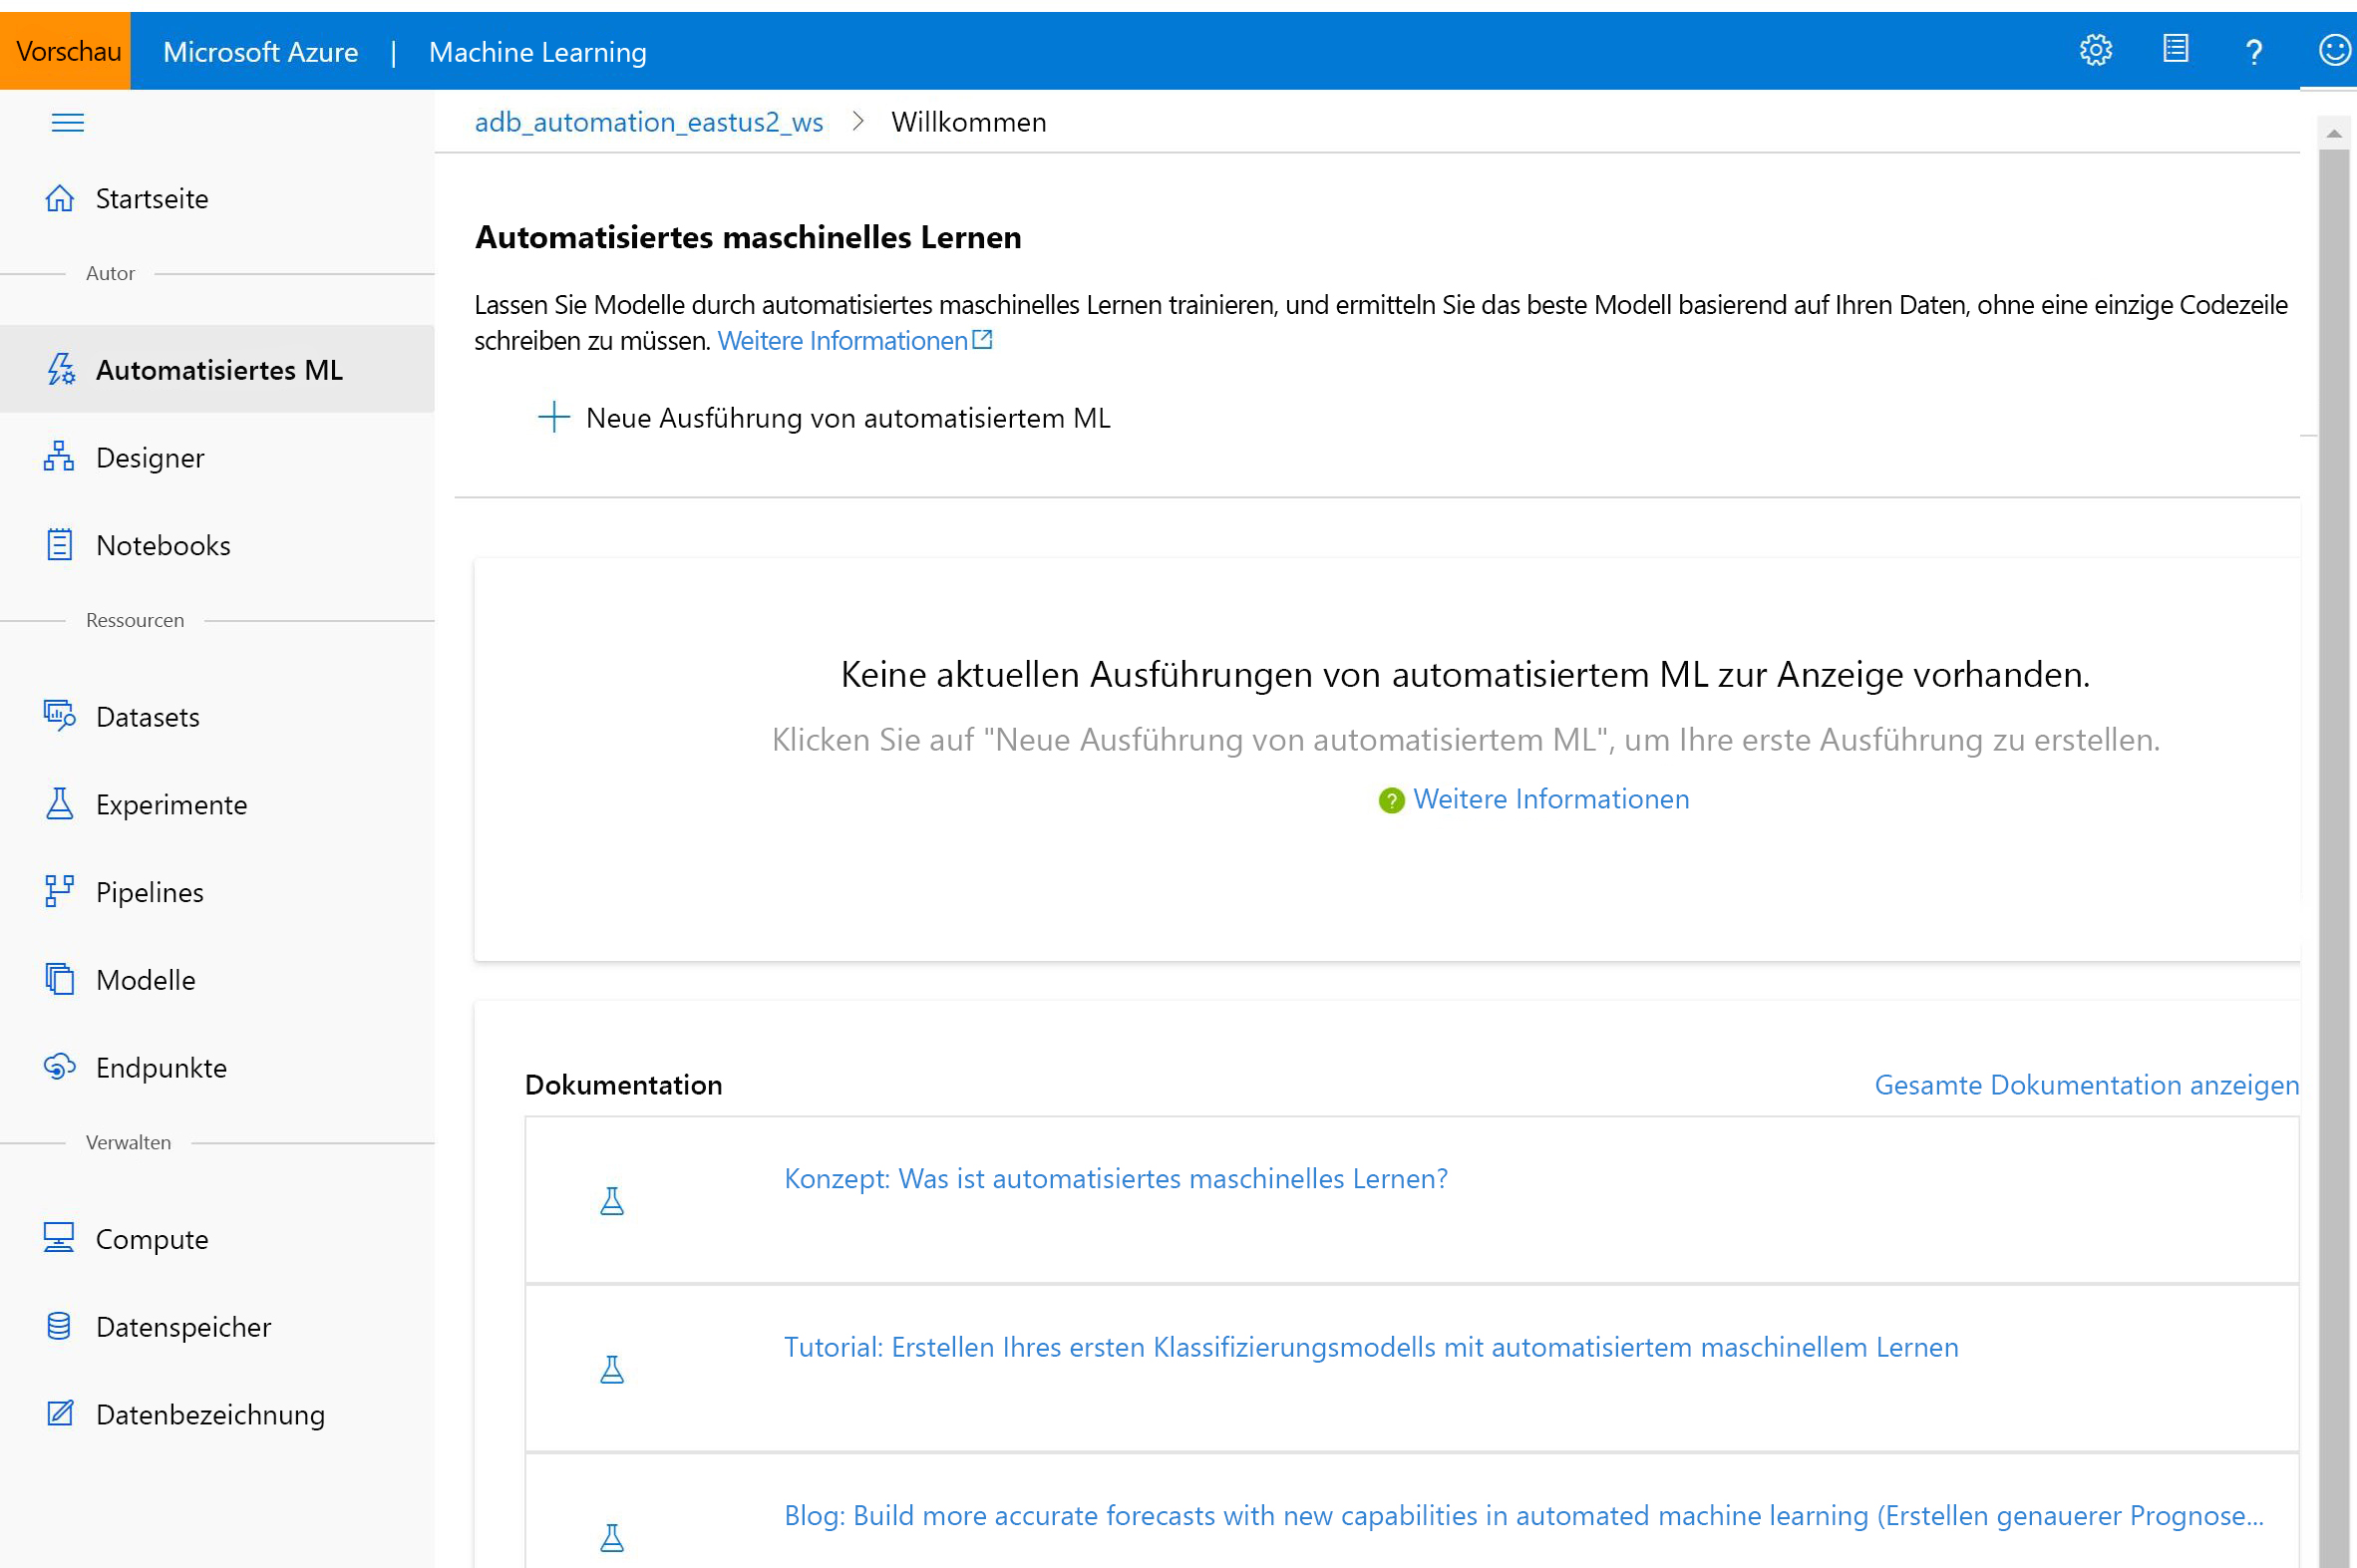 Vorschau
Microsoft Azure | Machine Learning
adb_automation_eastus2_ws > Willkommen
Startseite
Autor
Automatisiertes ML
Designer
Notebooks
Ressourcen
Datasets
Experimente
Pipelines
Modelle
Endpunkte
Verwalten
Compute
Datenspeicher
Datenbezeichnung
Automatisiertes maschinelles Lernen
Lassen Sie Modelle durch automatisiertes maschinelles Lernen trainieren, und ermitteln Sie das beste Modell basierend auf Ihren Daten, ohne eine einzige Codezeile
schreiben zu müssen. Weitere Informationen
Neue Ausführung von automatisiertem ML
Keine aktuellen Ausführungen von automatisiertem ML zur Anzeige vorhanden.
Klicken Sie auf "Neue Ausführung von automatisiertem ML", um Ihre erste Ausführung zu erstellen.
Weitere Informationen
Dokumentation
Gesamte Dokumentation anzeigen
Konzept: Was ist automatisiertes maschinelles Lernen?
Tutorial: Erstellen Ihres ersten Klassifizierungsmodells mit automatisiertem maschinellem Lernen
Blog: Build more accurate forecasts with new capabilities in automated machine learning (Erstellen genauerer Prognose...